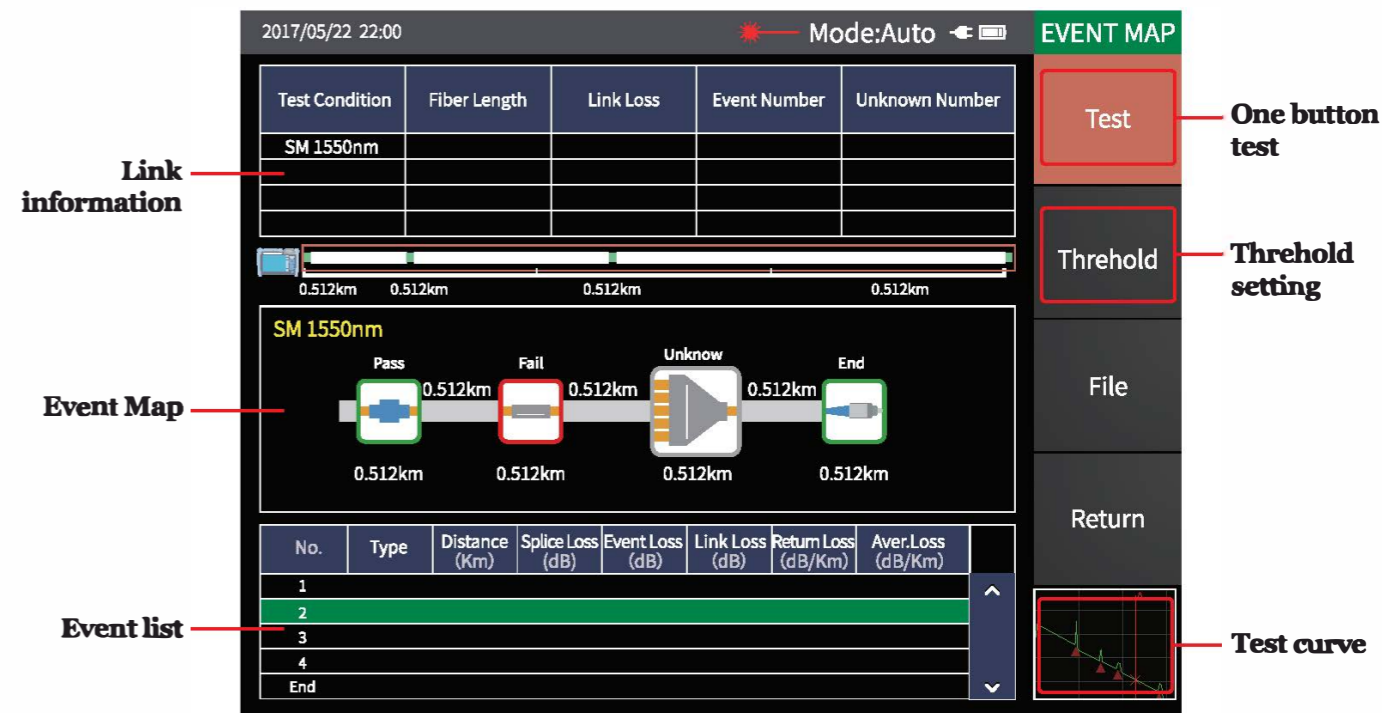 2017/05/22 22:00 Mode:Auto EVENT MAP
Test Condition Fiber Length Link Loss Event Number Unknown Number
SM 1550nm
Test
One button
test
Link
information
Threhold
Threhold
setting
0.512km 0.512km 0.512km 0.512km
SM 1550nm
Pass Fail Unknow End
0.512km 0.512km 0.512km
0.512km 0.512km 0.512km 0.512km
Event Map
File
Return
No. Type Distance (Km) Splice Loss (dB) Event Loss (dB) Link Loss (dB) Return Loss (dB/Km) Aver.Loss (dB/Km)
1
2
3
4
End
Event list
Test curve